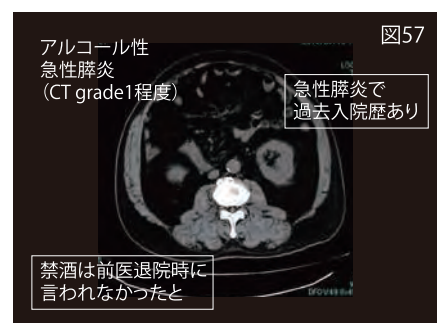 図57
アルコール性
急性膵炎
（CT grade1程度）
急性膵炎で
過去入院歴あり
禁酒は前医退院時に
言われなかったと